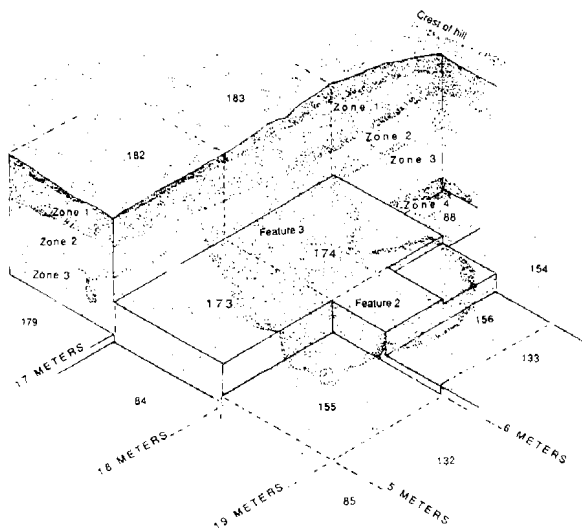 Crest of hill
183
Zone 1
182
Zone 2
Zone 3
Zone 1
Zone 4
88
Zone 2
Feature 3
174
Zone 3
154
173
Feature 2
179
156
17 METERS
133
84
155
6 METERS
18 METERS
132
5 METERS
19 METERS
85